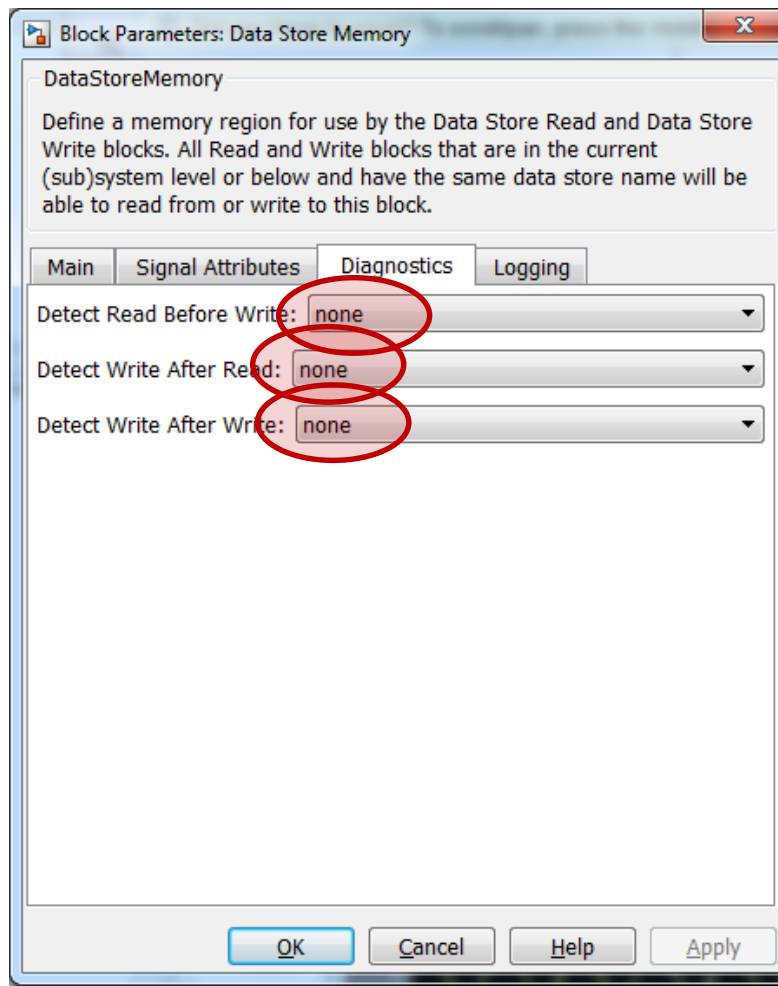 Block Parameters: Data Store Memory
DataStoreMemory
Define a memory region for use by the Data Store Read and Data Store
Write blocks. All Read and Write blocks that are in the current
(sub)system level or below and have the same data store name will be
able to read from or write to this block.
Main Signal Attributes Diagnostics Logging
Detect Read Before Write: none
Detect Write After Read: none
Detect Write After Write: none
OK Cancel Help Apply